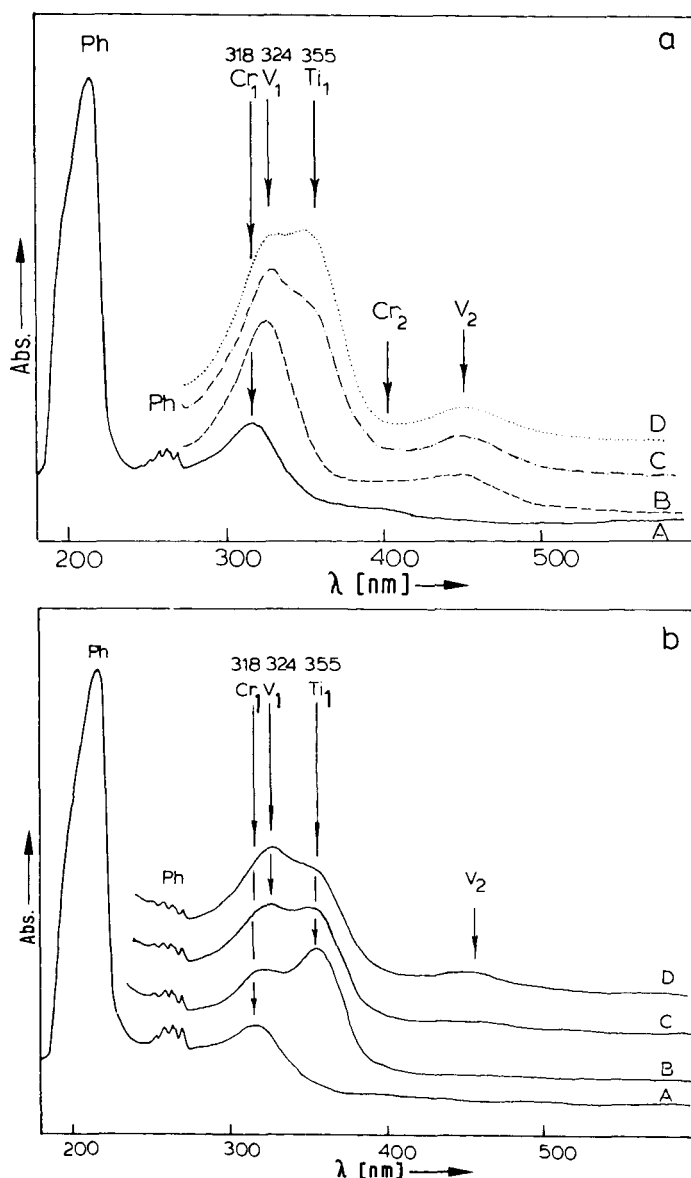 a
Ph
318 324 355
Cr₁ V₁ Ti₁
Cr₂
V₂
Abs.
Ph
D
C
B
A
200 300 400 500
λ [nm]
b
Ph
318 324 355
Cr₁ V₁ Ti₁
Ph
V₂
Abs.
D
C
B
A
200 300 400 500
λ [nm]